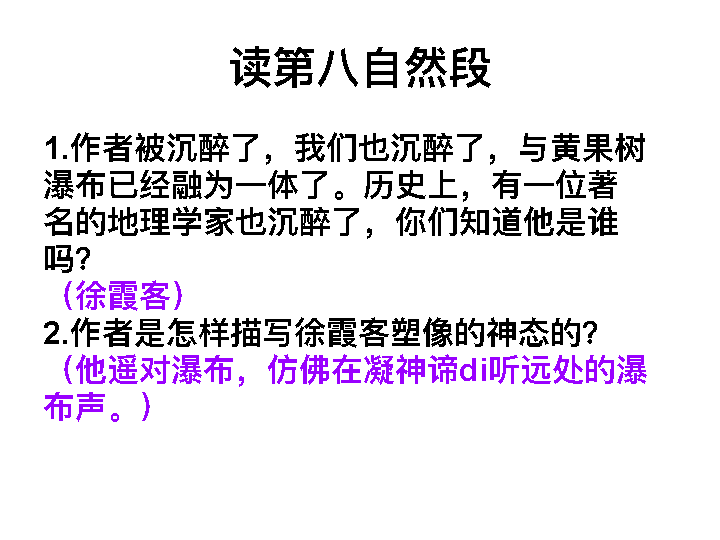 读第八自然段
1.作者被沉醉了，我们也沉醉了，与黄果树
瀑布已经融为一体了。历史上，有一位著
名的地理学家也沉醉了，你们知道他是谁
吗?
（徐霞客）
2.作者是怎样描写徐霞客塑像的神态的?
（他遥对瀑布，仿佛在凝神谛di听远处的瀑
布声。）